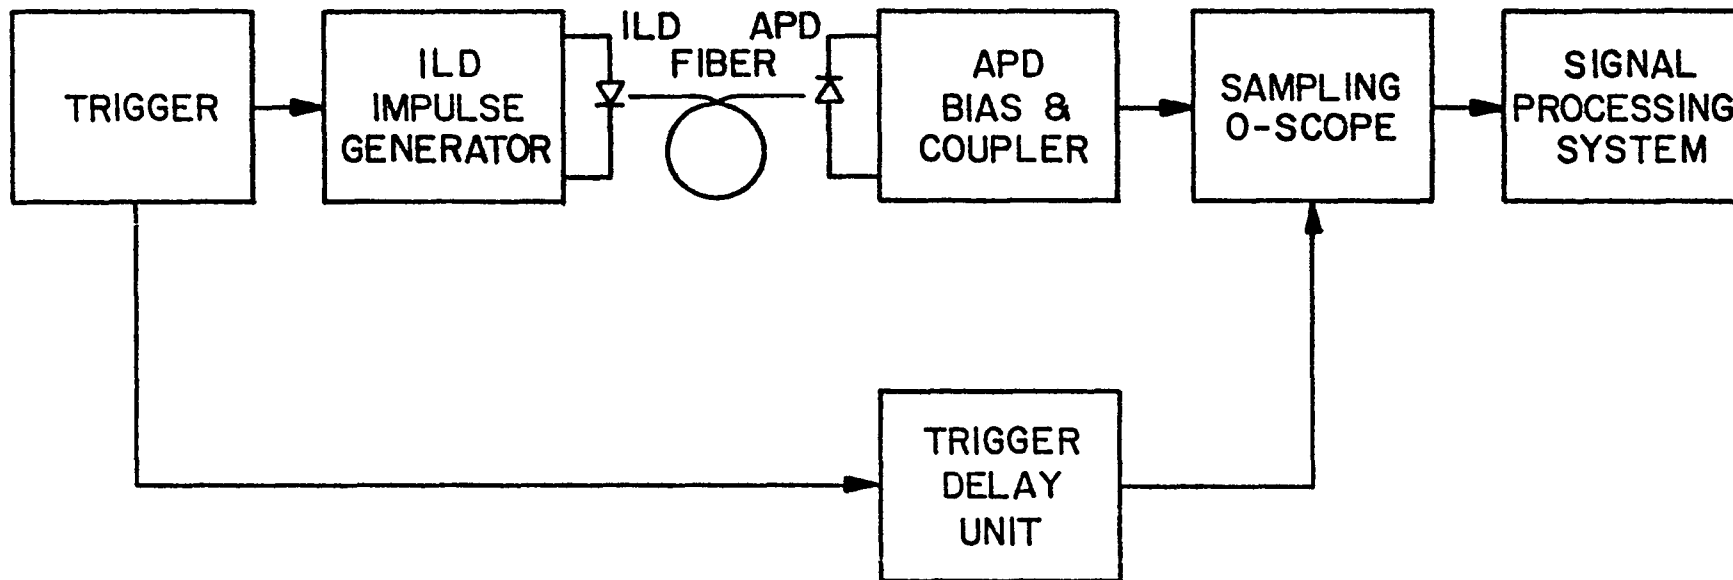 TRIGGER
ILD
IMPULSE
GENERATOR
ILD
APD
FIBER
APD
BIAS &
COUPLER
SAMPLING
O-SCOPE
SIGNAL
PROCESSING
SYSTEM
TRIGGER
DELAY
UNIT